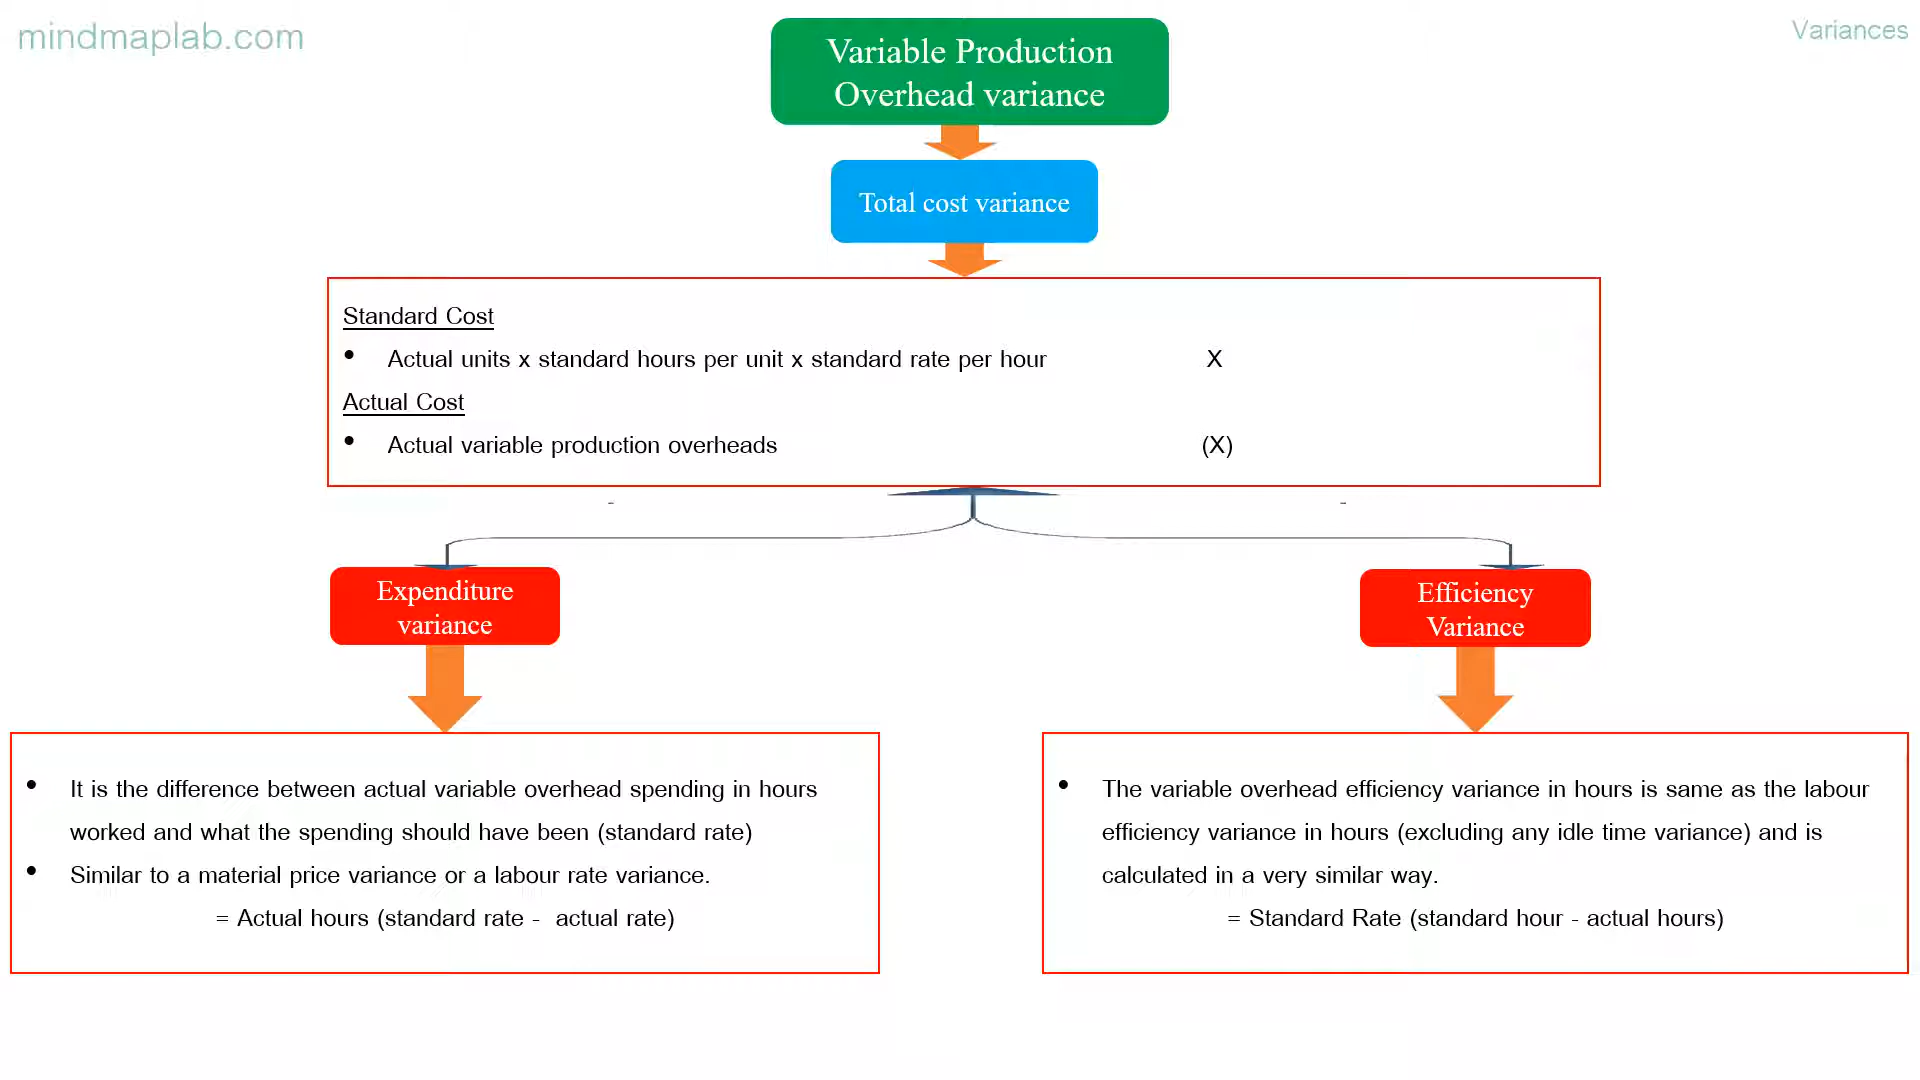 mindmaplab.com
Variances
Variable Production
Overhead variance
Total cost variance
Standard Cost
• Actual units x standard hours per unit x standard rate per hour X
Actual Cost
• Actual variable production overheads (X)
- -
Expenditure
variance
Efficiency
Variance
• It is the difference between actual variable overhead spending in hours
worked and what the spending should have been (standard rate)
• Similar to a material price variance or a labour rate variance.
= Actual hours (standard rate - actual rate)
• The variable overhead efficiency variance in hours is same as the labour
efficiency variance in hours (excluding any idle time variance) and is
calculated in a very similar way.
= Standard Rate (standard hour - actual hours)